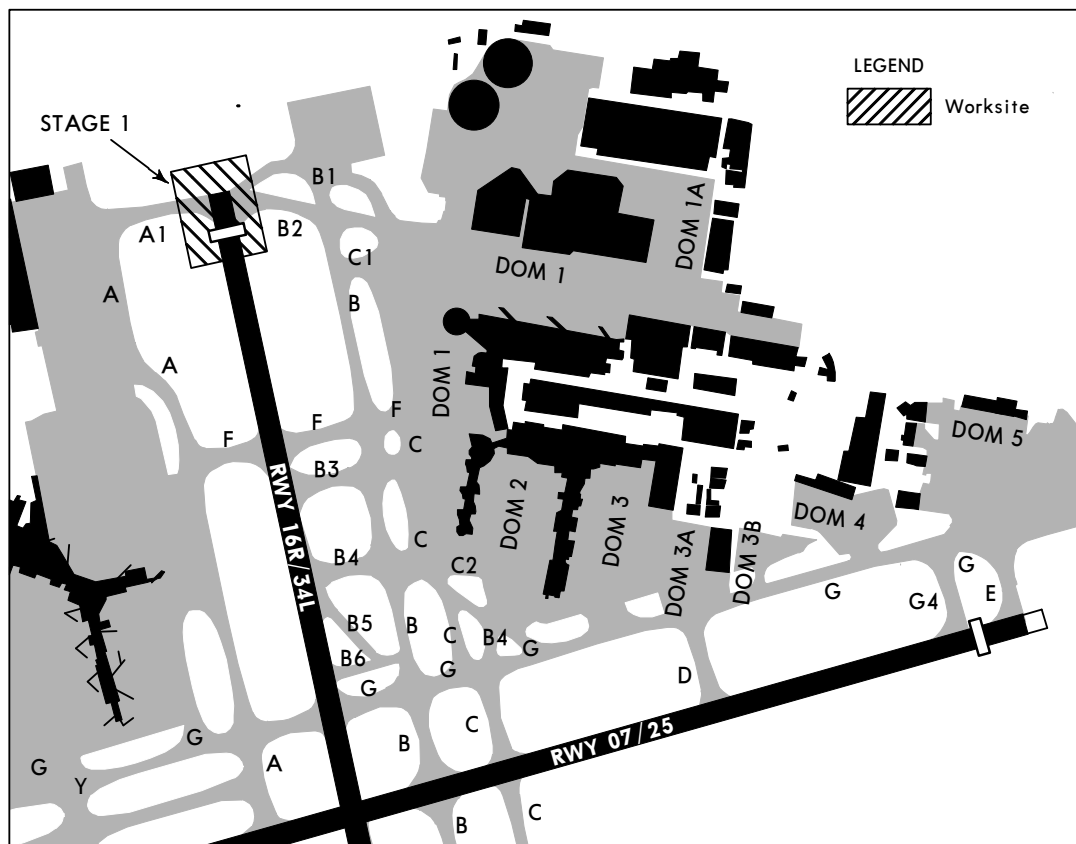 LEGEND
Worksite
STAGE 1
B1
A1
B2
C1
DOM 1A
DOM 1
A
B
A
DOM 1
F
F
F
C
B3
RWY 16R/34L
DOM 5
DOM 2
DOM 3
DOM 4
C
B4
C2
DOM 3A
DOM 3B
G
G
G4
E
B5
B
C
B4
G
B6
G
G
D
C
G
B
RWY 07/25
G
Y
A
C
B